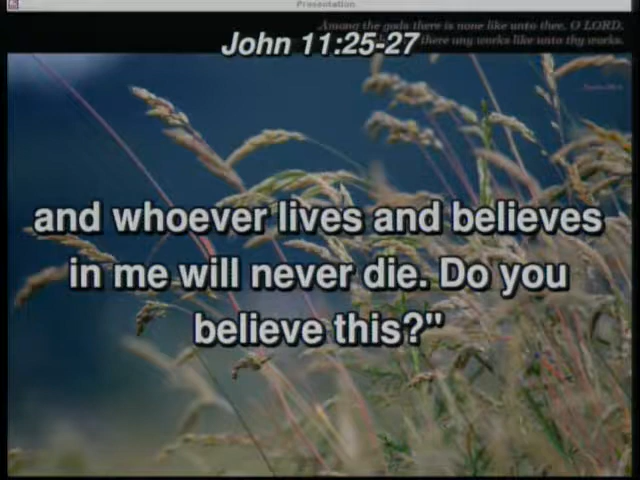 Presentation
Among the gods there is none like unto thee, O LORD,
John 11:25-27
there any works like unto thy works.
and whoever lives and believes
in me will never die. Do you
believe this?"